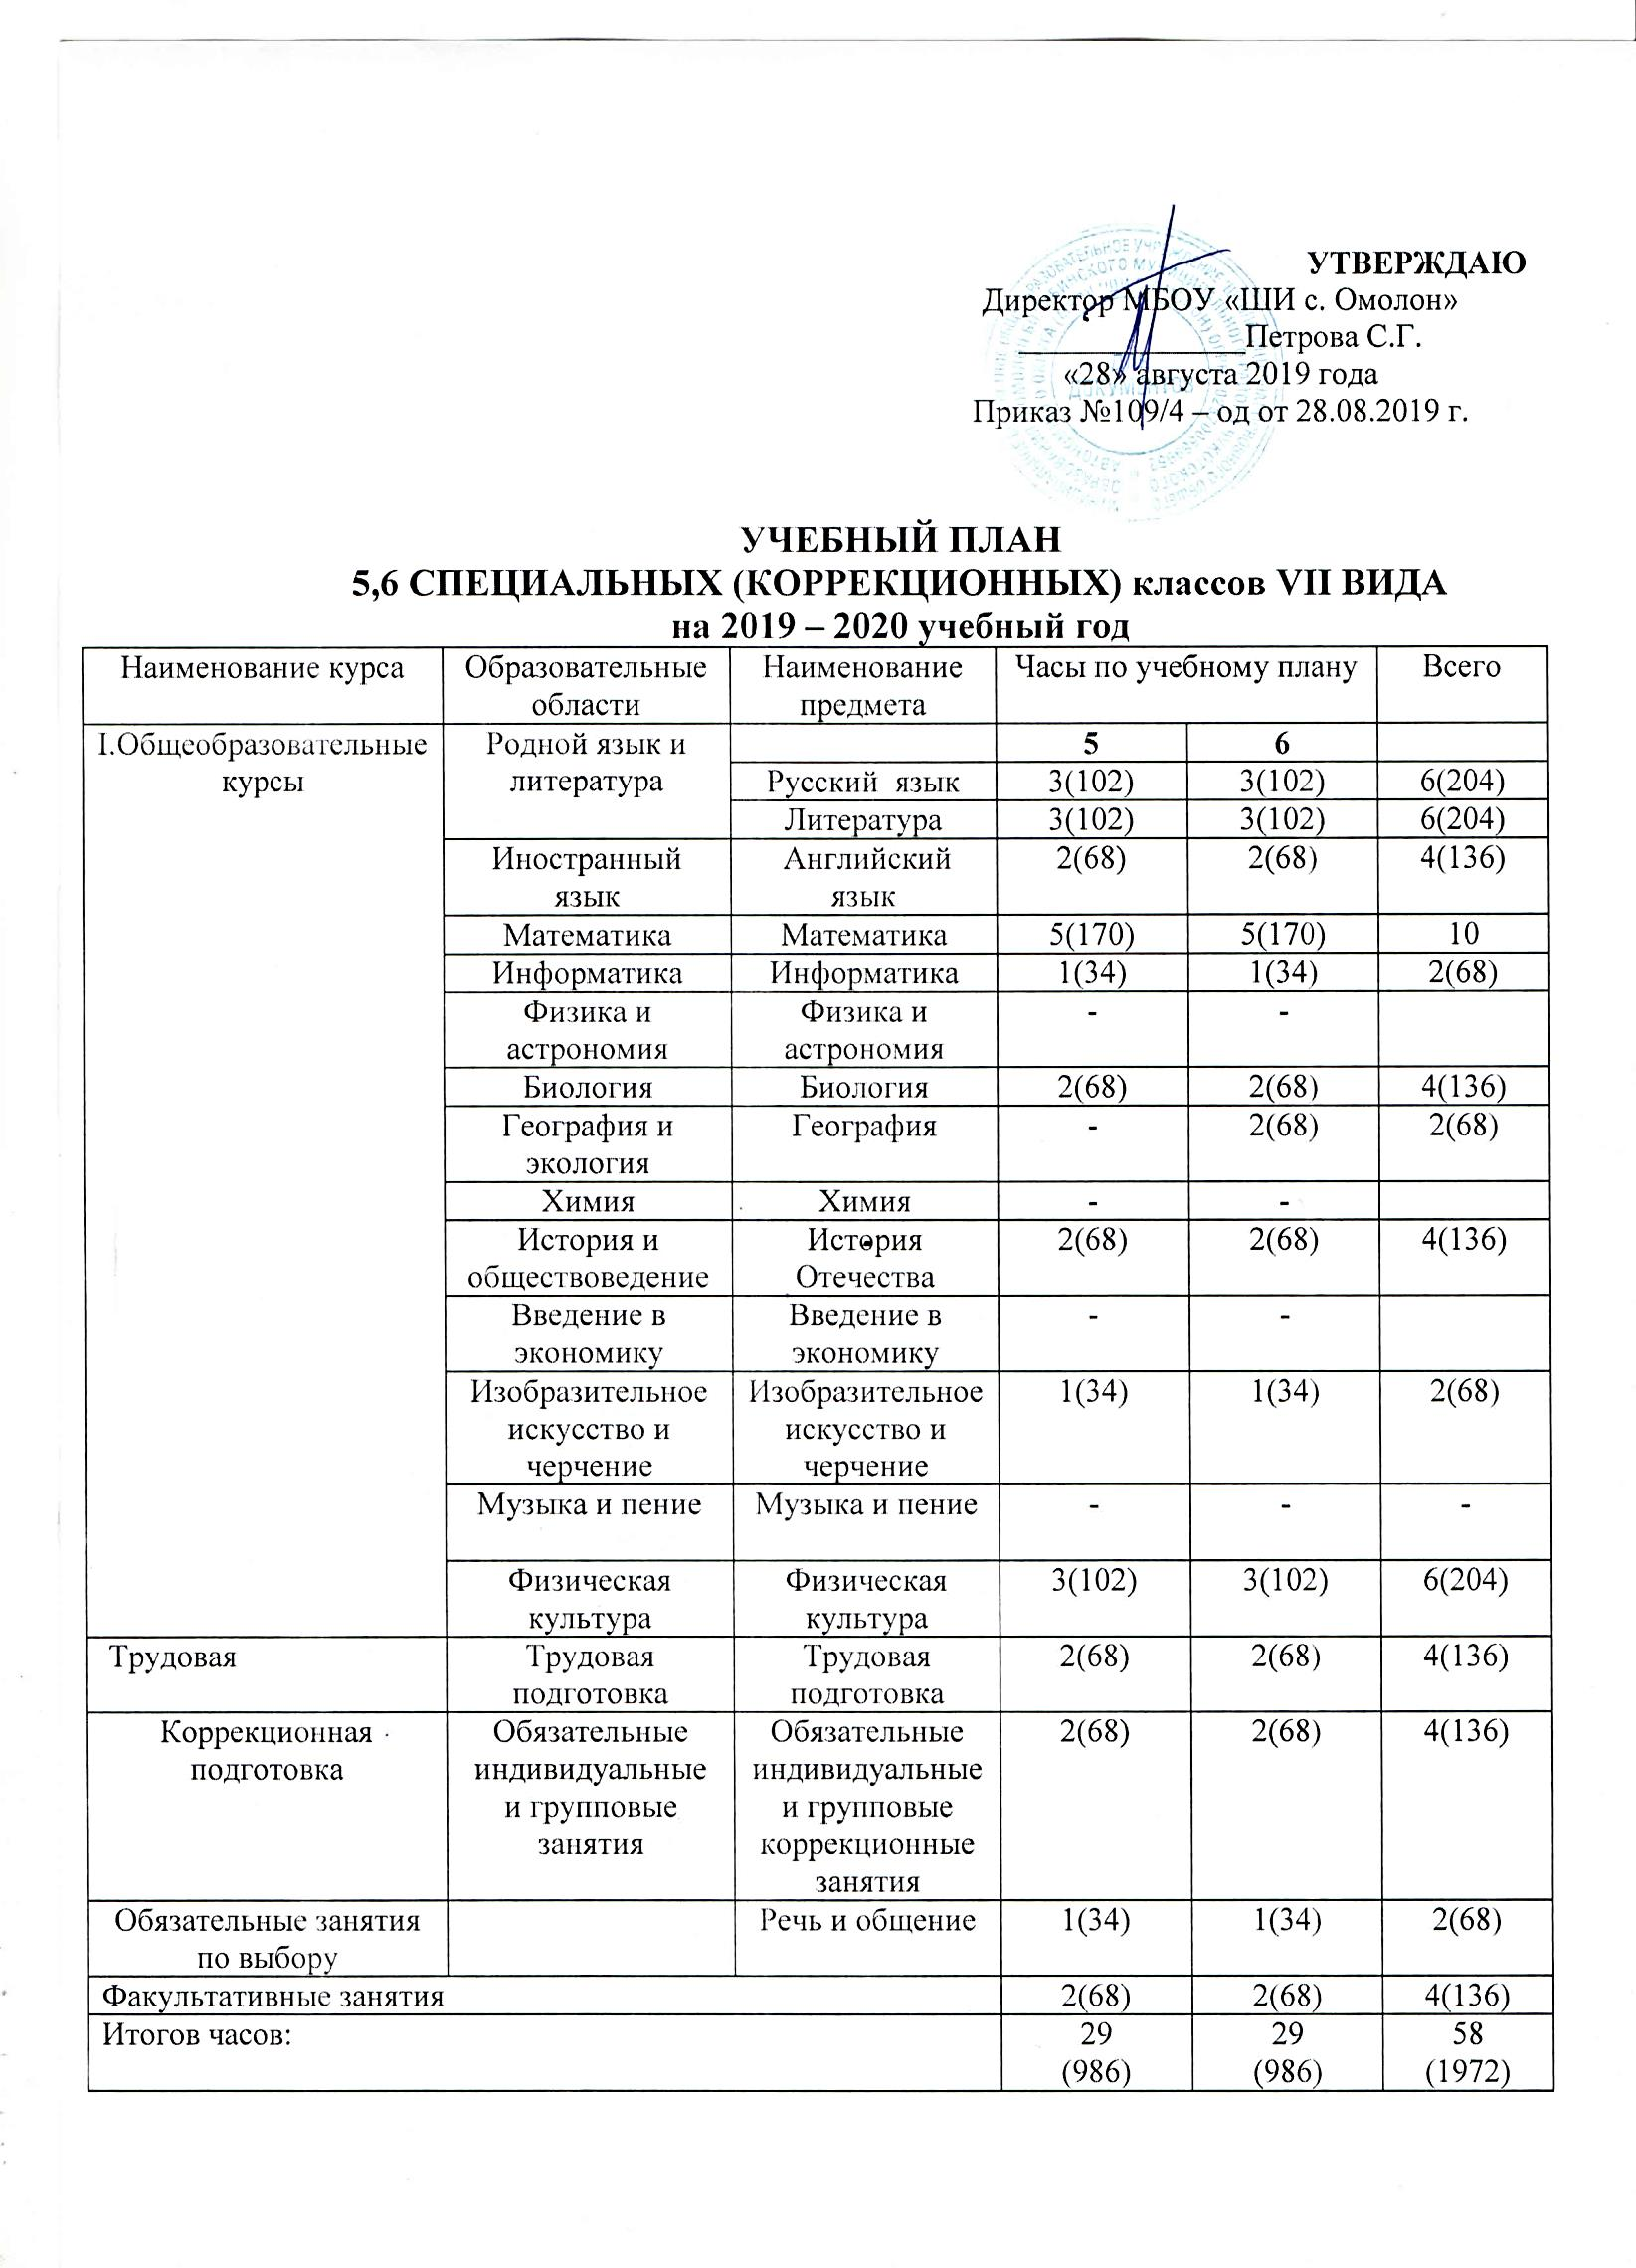 УТВЕРЖДАЮ
Директор МБОУ «ШИ с. Омолон»
______________Петрова С.Г.
«28» августа 2019 года
Приказ №109/4 – од от 28.08.2019 г.
ДОКУМЕНТОВ
УЧЕБНЫЙ ПЛАН
5,6 СПЕЦИАЛЬНЫХ (КОРРЕКЦИОННЫХ) классов VII ВИДА
на 2019 – 2020 учебный год
Наименование курса Образовательные области Наименование предмета Часы по учебному плану Всего
I.Общеобразовательные курсы Родной язык и литература 5 6
Русский язык 3(102) 3(102) 6(204)
Литература 3(102) 3(102) 6(204)
Иностранный язык Английский язык 2(68) 2(68) 4(136)
Математика Математика 5(170) 5(170) 10
Информатика Информатика 1(34) 1(34) 2(68)
Физика и астрономия Физика и астрономия - -
Биология Биология 2(68) 2(68) 4(136)
География и экология География - 2(68) 2(68)
Химия Химия - -
История и обществоведение История Отечества 2(68) 2(68) 4(136)
Введение в экономику Введение в экономику - -
Изобразительное искусство и черчение Изобразительное искусство и черчение 1(34) 1(34) 2(68)
Музыка и пение Музыка и пение - - -
Физическая культура Физическая культура 3(102) 3(102) 6(204)
Трудовая Трудовая подготовка Трудовая подготовка 2(68) 2(68) 4(136)
Коррекционная подготовка Обязательные индивидуальные и групповые занятия Обязательные индивидуальные и групповые коррекционные занятия 2(68) 2(68) 4(136)
Обязательные занятия по выбору Речь и общение 1(34) 1(34) 2(68)
Факультативные занятия 2(68) 2(68) 4(136)
Итогов часов: 29 29 58
(986) (986) (1972)